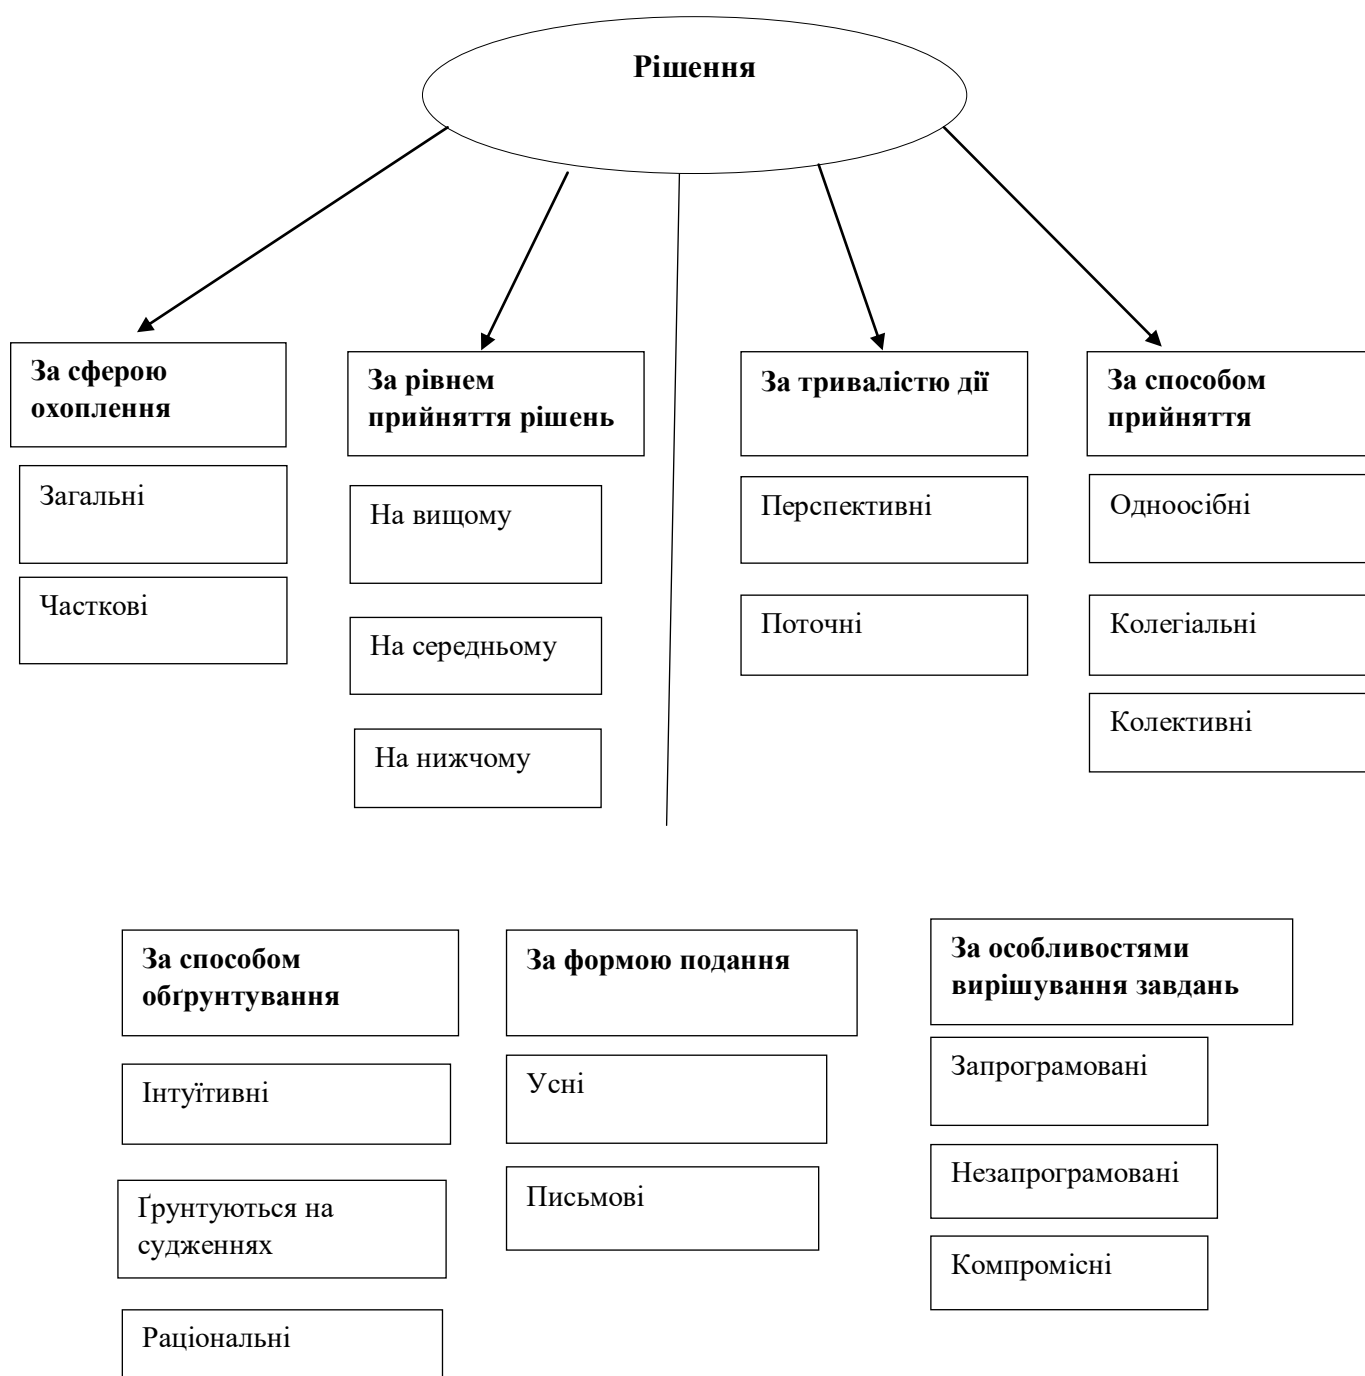 Рішення
За сферою
охоплення
Загальні
Часткові
За рівнем
прийняття рішень
На вищому
На середньому
На нижчому
За тривалістю дії
Перспективні
Поточні
За способом
прийняття
Одноосібні
Колегіальні
Колективні
За способом
обґрунтування
Інтуїтивні
Ґрунтуються на
судженнях
Раціональні
За формою подання
Усні
Письмові
За особливостями
вирішування завдань
Запрограмовані
Незапрограмовані
Компромісні